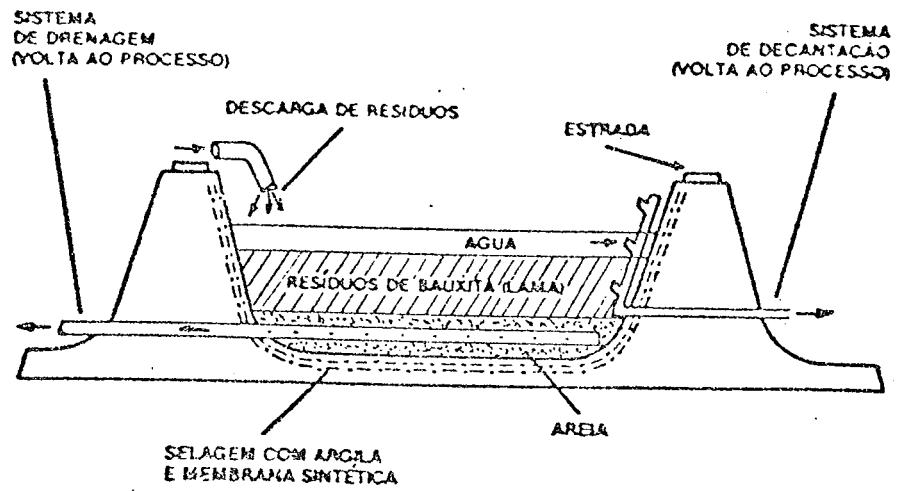 SISTEMA
DE DRENAGEM
(VOLTA AO PROCESSO)
SISTEMA
DE DECANTAÇÃO
(VOLTA AO PROCESSO)
DESCARGA DE RESIDUOS
ESTRADA
AGUA
RESÍDUOS DE BAUXITA (LAMA)
AREIA
SELAGEM COM ARGILA
E MEMBRANA SINTÉTICA